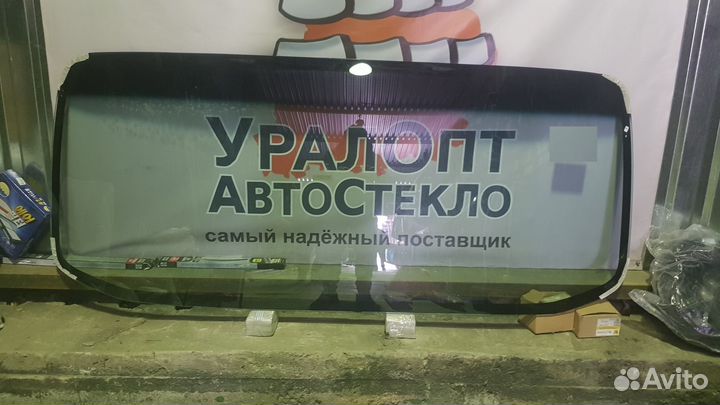 УРАЛОПТ
АВТОСТЕКЛО
самый надёжный поставщик
Avito